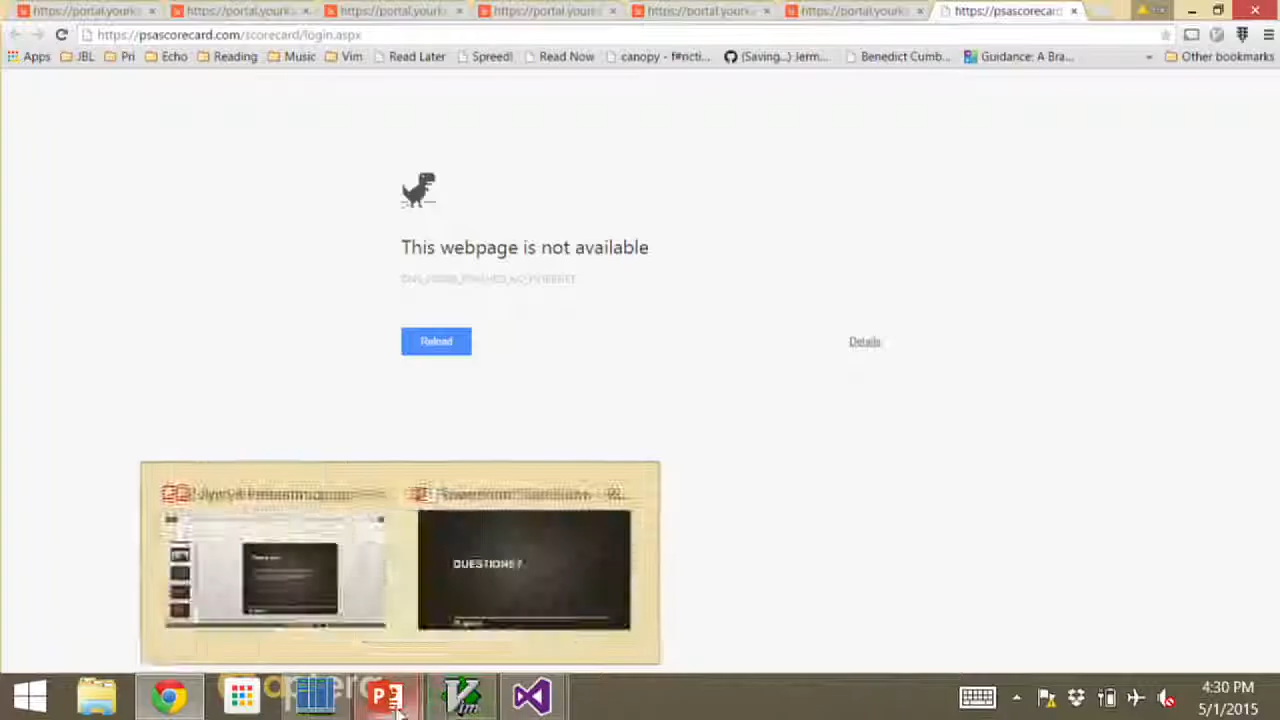 https://portal.yourk https://portal.yourk https://portal.yourk https://portal.yourk https://portal.yourk https://portal.yourk https://psascorecard
https://psascorecard.com/scorecard/login.aspx
Apps JBL Pri Echo Reading Music Vim Read Later Speed! Read Now canopy - f#ncti... (Saving...) Jerm... Benedict Cumb... Guidance: A Bra... Other bookmarks
This webpage is not available
Reload Details
QUESTIONS?
4:30 PM
5/1/2015